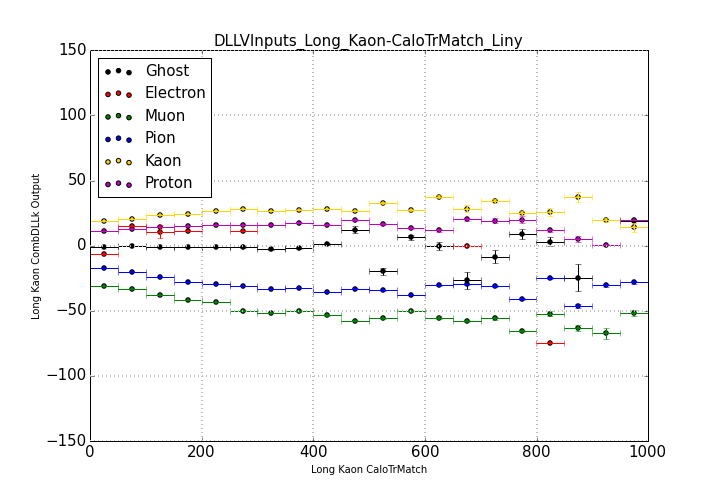 DLLVInputs_Long_Kaon-CaloTrMatch_Liny
150
100
50
0
−50
−100
−150
Long Kaon CombDLLk Output
Ghost
Electron
Muon
Pion
Kaon
Proton
0 200 400 600 800 1000
Long Kaon CaloTrMatch